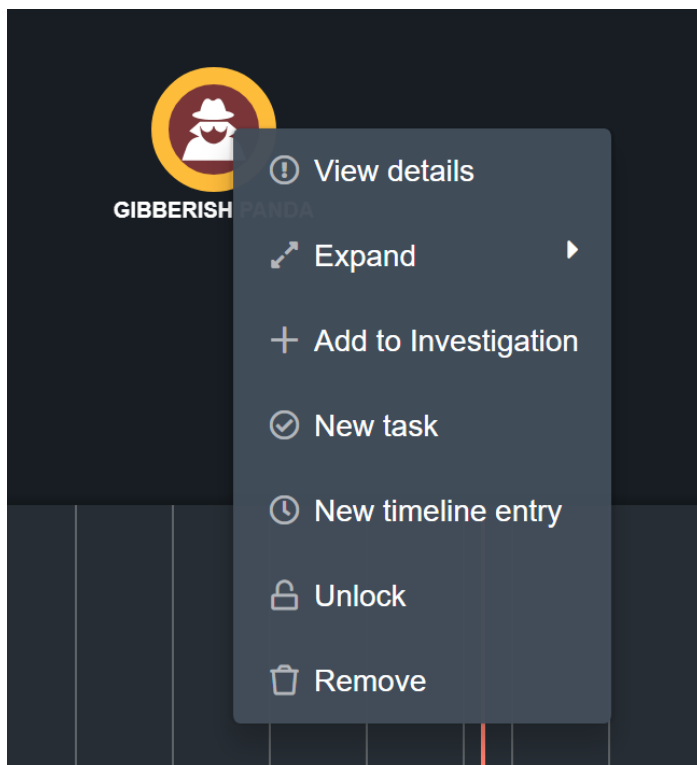 GIBBERISH PANDA
View details
Expand
Add to Investigation
New task
New timeline entry
Unlock
Remove